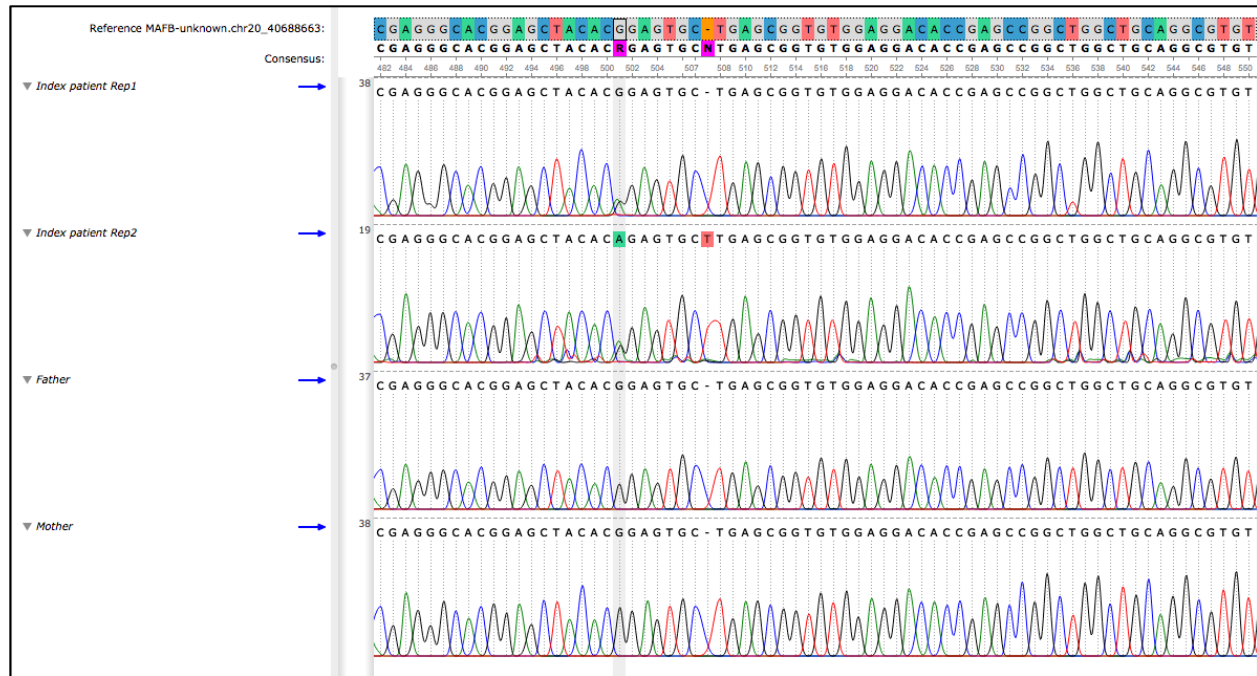 Reference MAFB-unknown.chr20_40688663: CGAGGGCACGGAGCTACACGGAGTGC-TGAGCGGTGTGGAGGACACCGAGCCGGCTGGCTGCAGGCGTGT
Consensus: CGAGGGCACGGAGCTACACRGAGTGCNTGAGCGGTGTGGAGGACACCGAGCCGGCTGGCTGCAGGCGTGT
482 484 486 488 490 492 494 496 498 500 502 504 507 508 510 512 514 516 518 520 522 524 526 528 530 532 534 536 538 540 542 544 546 548 550
Index patient Rep1 38 CGAGGGCACGGAGCTACACGGAGTGC-TGAGCGGTGTGGAGGACACCGAGCCGGCTGGCTGCAGGCGTGT
Index patient Rep2 19 CGAGGGCACGGAGCTACACAGAGTGCTTGAGCGGTGTGGAGGACACCGAGCCGGCTGGCTGCAGGCGTGT
Father 37 CGAGGGCACGGAGCTACACGGAGTGC-TGAGCGGTGTGGAGGACACCGAGCCGGCTGGCTGCAGGCGTGT
Mother 38 CGAGGGCACGGAGCTACACGGAGTGC-TGAGCGGTGTGGAGGACACCGAGCCGGCTGGCTGCAGGCGTGT